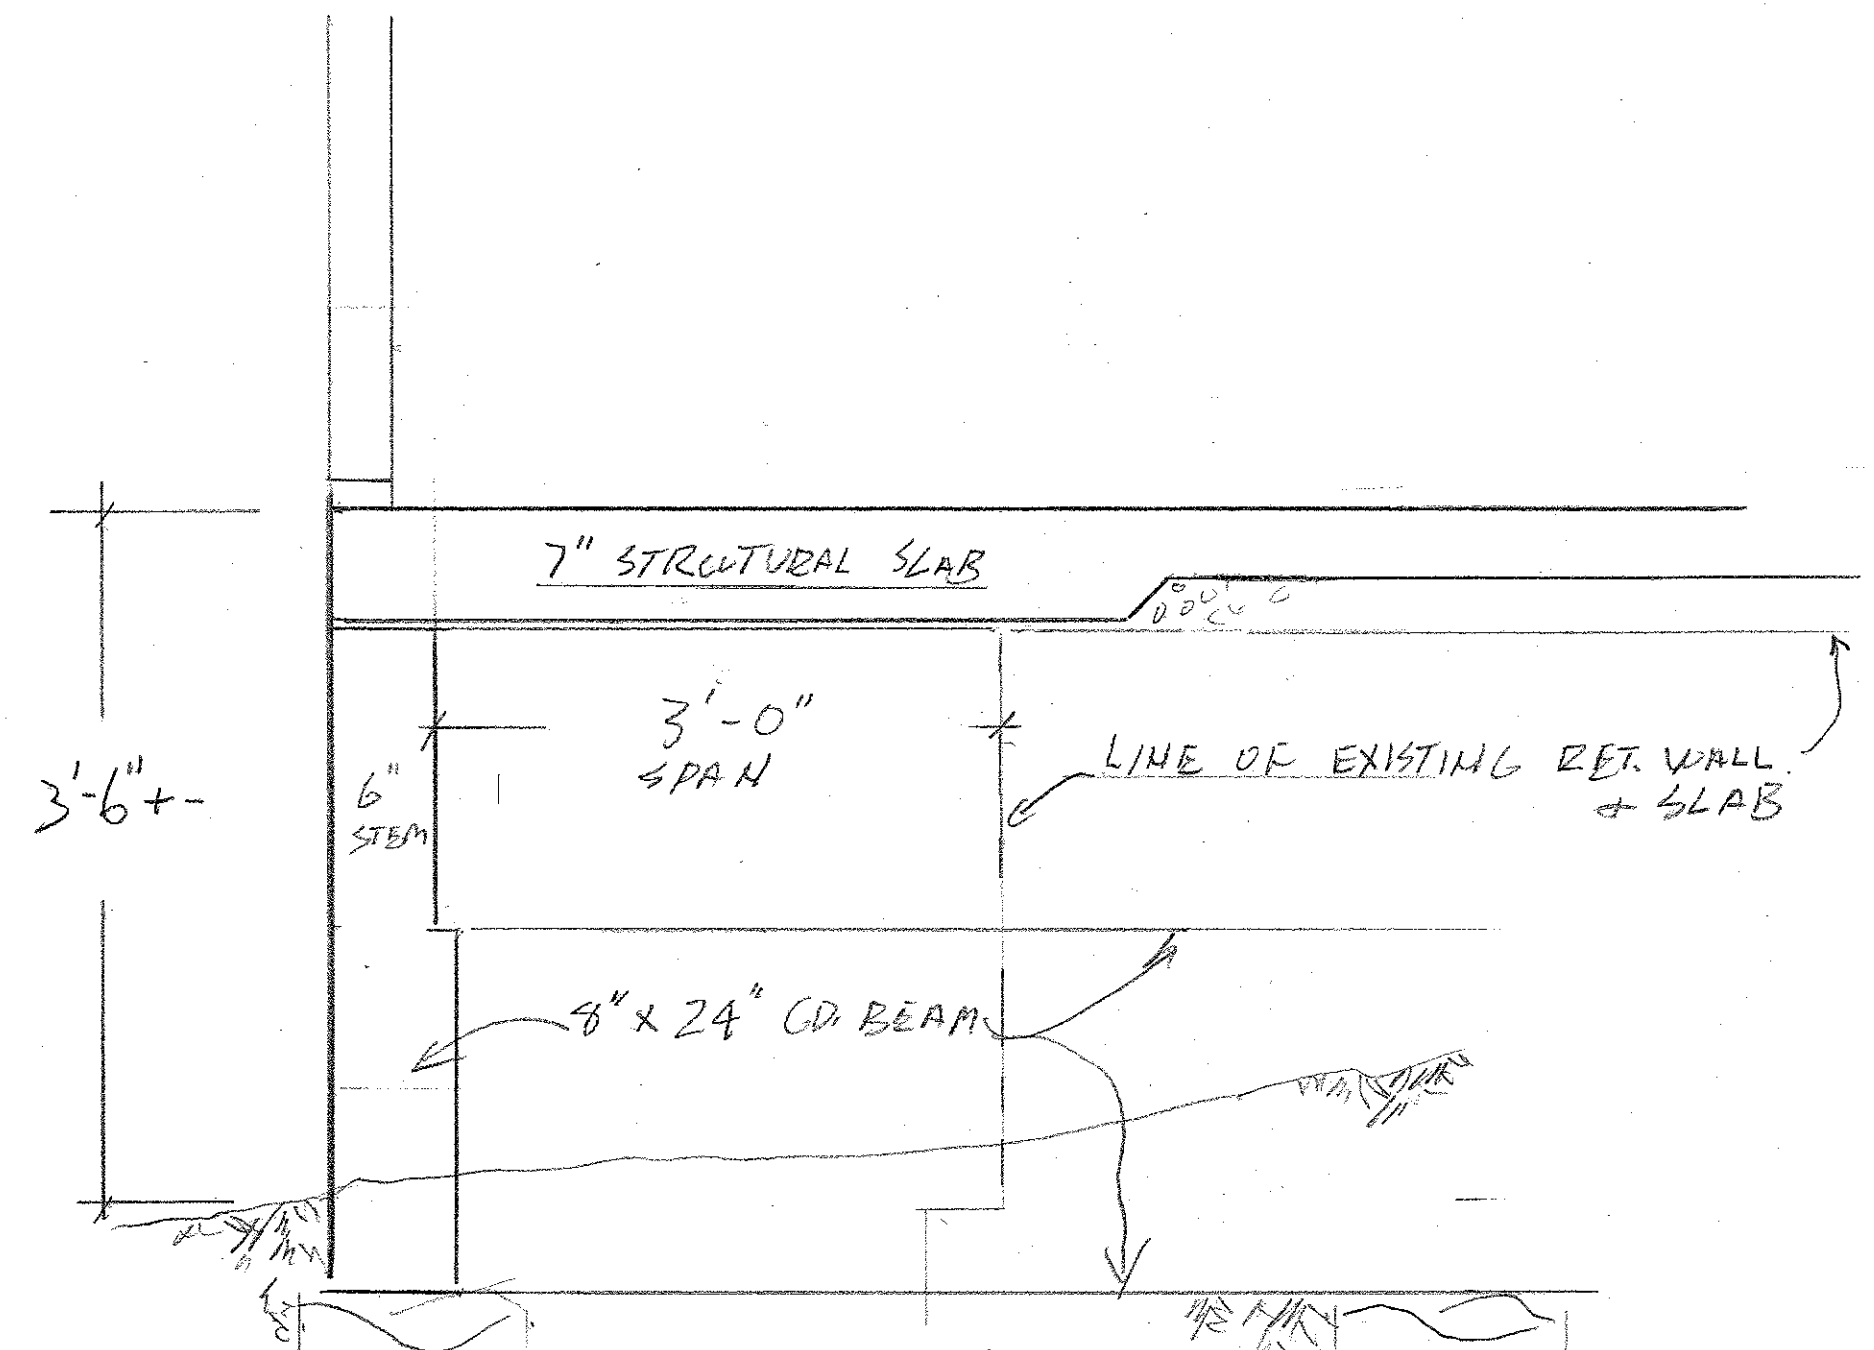 7" STRUCTURAL SLAB
3'-0"
SPAN
3'-6"+-
6"
STEM
LINE OF EXISTING RET. WALL
& SLAB
8" x 24" GD. BEAM